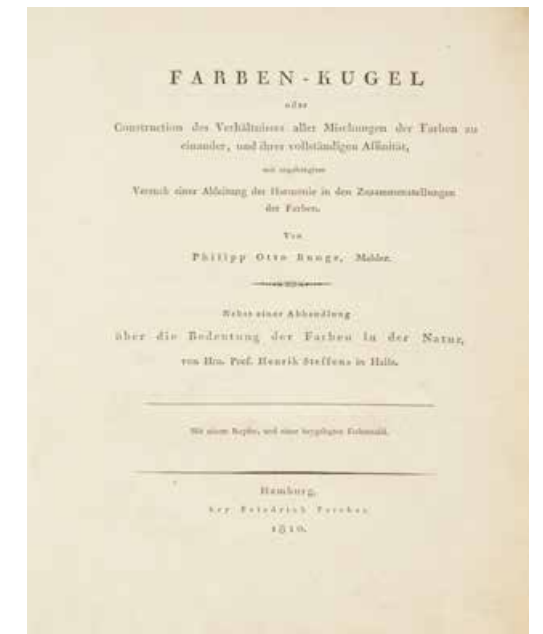 FARBEN-KUGEL
oder
Construction des Verhältnisses aller Mischungen der Farben zu
einander, und ihrer vollständigen Affinität,
mit angehängtem
Versuch einer Ableitung der Harmonie in den Zusammenstellungen
der Farben.
Von
Philipp Otto Runge, Mahler.
Nebst einer Abhandlung
über die Bedeutung der Farben in der Natur,
von Hrn. Prof. Henrik Steffens in Halle.
Mit einem Kupfer, und einer beygelegten
Hamburg,
bey Friedrich Perthes
1810.